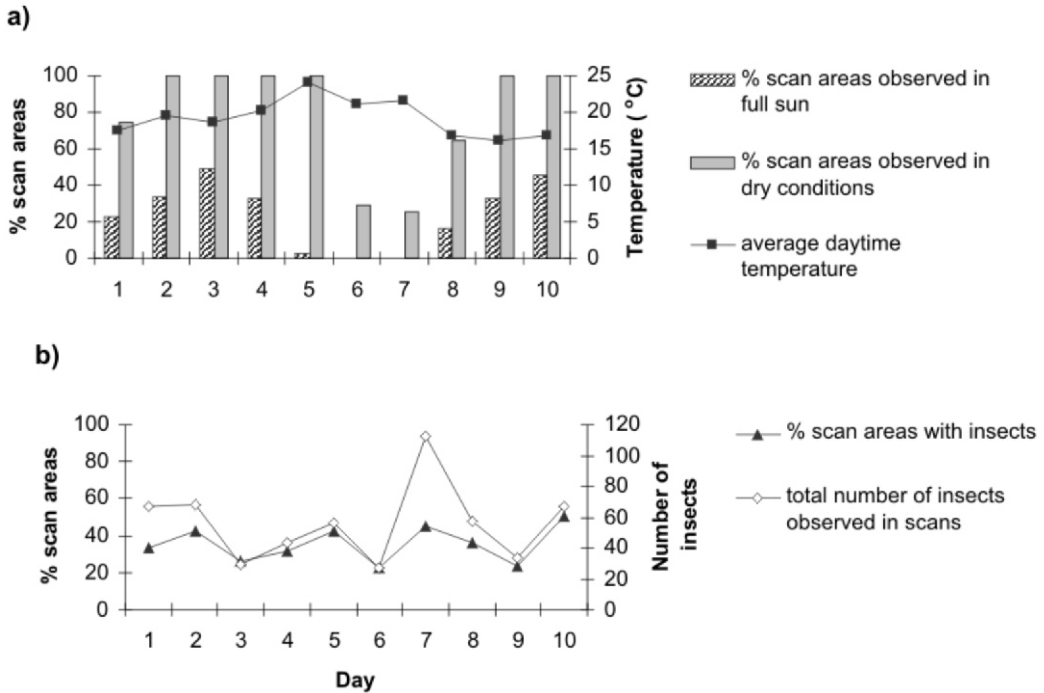 a)
% scan areas
100
80
60
40
20
0
25
20
15
10
5
0
Temperature ( °C)
1 2 3 4 5 6 7 8 9 10
% scan areas observed in
full sun
% scan areas observed in
dry conditions
average daytime
temperature
b)
% scan areas
100
80
60
40
20
0
120
100
80
60
40
20
0
Number of
insects
1 2 3 4 5 6 7 8 9 10
Day
% scan areas with insects
total number of insects
observed in scans